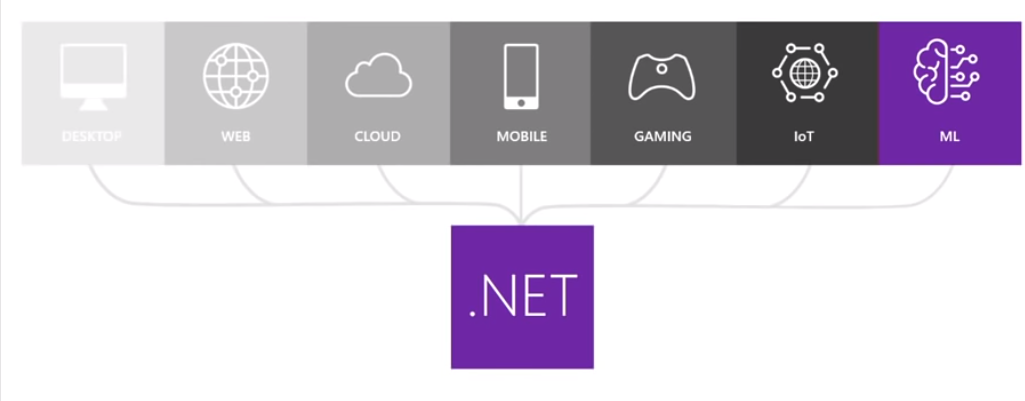 DESKTOP
WEB
CLOUD
MOBILE
GAMING
IoT
ML
.NET